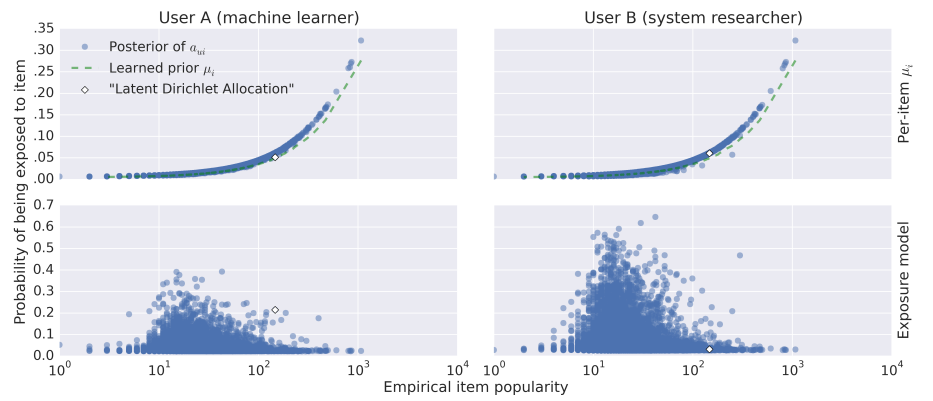 User A (machine learner)
User B (system researcher)
Probability of being exposed to item
.35
.30
.25
.20
.15
.10
.05
.00
Posterior of a_ui
Learned prior μ_i
"Latent Dirichlet Allocation"
Per-item μ_i
0.7
0.6
0.5
0.4
0.3
0.2
0.1
0.0
Exposure model
10^1
10^2
10^3
10^4
10^0
10^1
10^2
10^3
10^4
Empirical item popularity